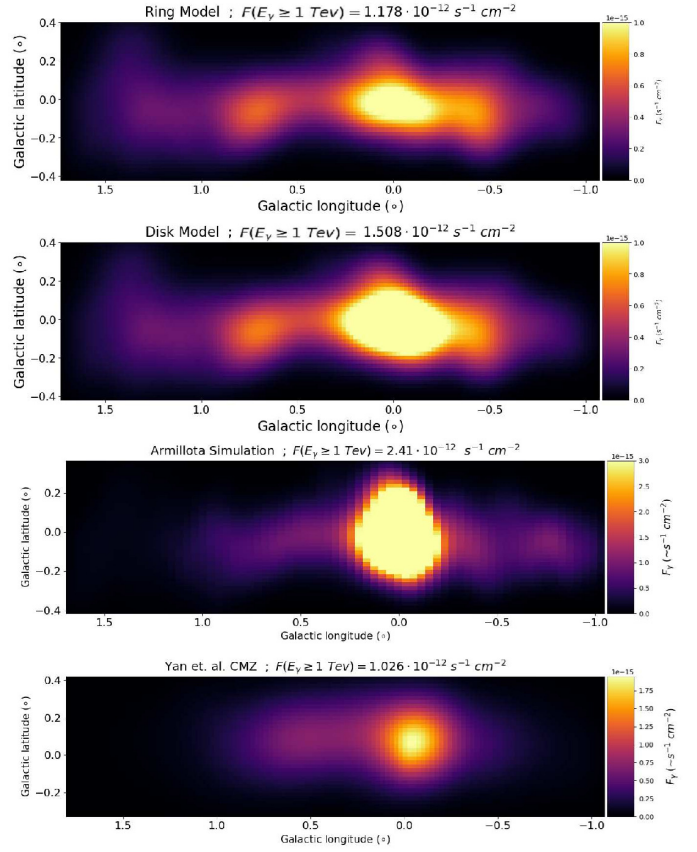 Ring Model ; F(E_γ ≥ 1 Tev) = 1.178 · 10⁻¹² s⁻¹ cm⁻²
1e−15
0.4
0.2
0.0
−0.2
−0.4
Galactic latitude (∘)
1.5 1.0 0.5 0.0 −0.5 −1.0
Galactic longitude (∘)
1.0
0.8
0.6
0.4
0.2
0.0
F_γ (s⁻¹ cm⁻²)
Disk Model ; F(E_γ ≥ 1 Tev) = 1.508 · 10⁻¹² s⁻¹ cm⁻²
1e−15
0.4
0.2
0.0
−0.2
−0.4
Galactic latitude (∘)
1.5 1.0 0.5 0.0 −0.5 −1.0
Galactic longitude (∘)
1.0
0.8
0.6
0.4
0.2
0.0
F_γ (s⁻¹ cm⁻²)
Armillota Simulation ; F(E_γ ≥ 1 Tev) = 2.41 · 10⁻¹² s⁻¹ cm⁻²
1e−15
0.2
0.0
−0.2
−0.4
Galactic latitude (∘)
1.5 1.0 0.5 0.0 −0.5 −1.0
Galactic longitude (∘)
3.0
2.5
2.0
1.5
1.0
0.5
0.0
F_γ (~s⁻¹ cm⁻²)
Yan et. al. CMZ ; F(E_γ ≥ 1 Tev) = 1.026 · 10⁻¹² s⁻¹ cm⁻²
1e−15
0.4
0.2
0.0
−0.2
Galactic latitude (∘)
1.5 1.0 0.5 0.0 −0.5 −1.0
Galactic longitude (∘)
1.75
1.50
1.25
1.00
0.75
0.50
0.25
0.00
F_γ (~s⁻¹ cm⁻²)